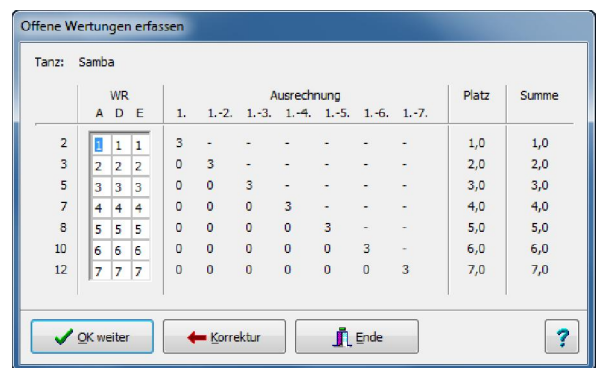 Offene Wertungen erfassen
Tanz: Samba
WR Ausrechnung Platz Summe
A D E 1. 1.-2. 1.-3. 1.-4. 1.-5. 1.-6. 1.-7.
2 1 1 1 3 - - - - - - 1,0 1,0
3 2 2 2 0 3 - - - - - 2,0 2,0
5 3 3 3 0 0 3 - - - - 3,0 3,0
7 4 4 4 0 0 0 3 - - - 4,0 4,0
8 5 5 5 0 0 0 0 3 - - 5,0 5,0
10 6 6 6 0 0 0 0 0 3 - 6,0 6,0
12 7 7 7 0 0 0 0 0 0 3 7,0 7,0
OK weiter Korrektur Ende ?